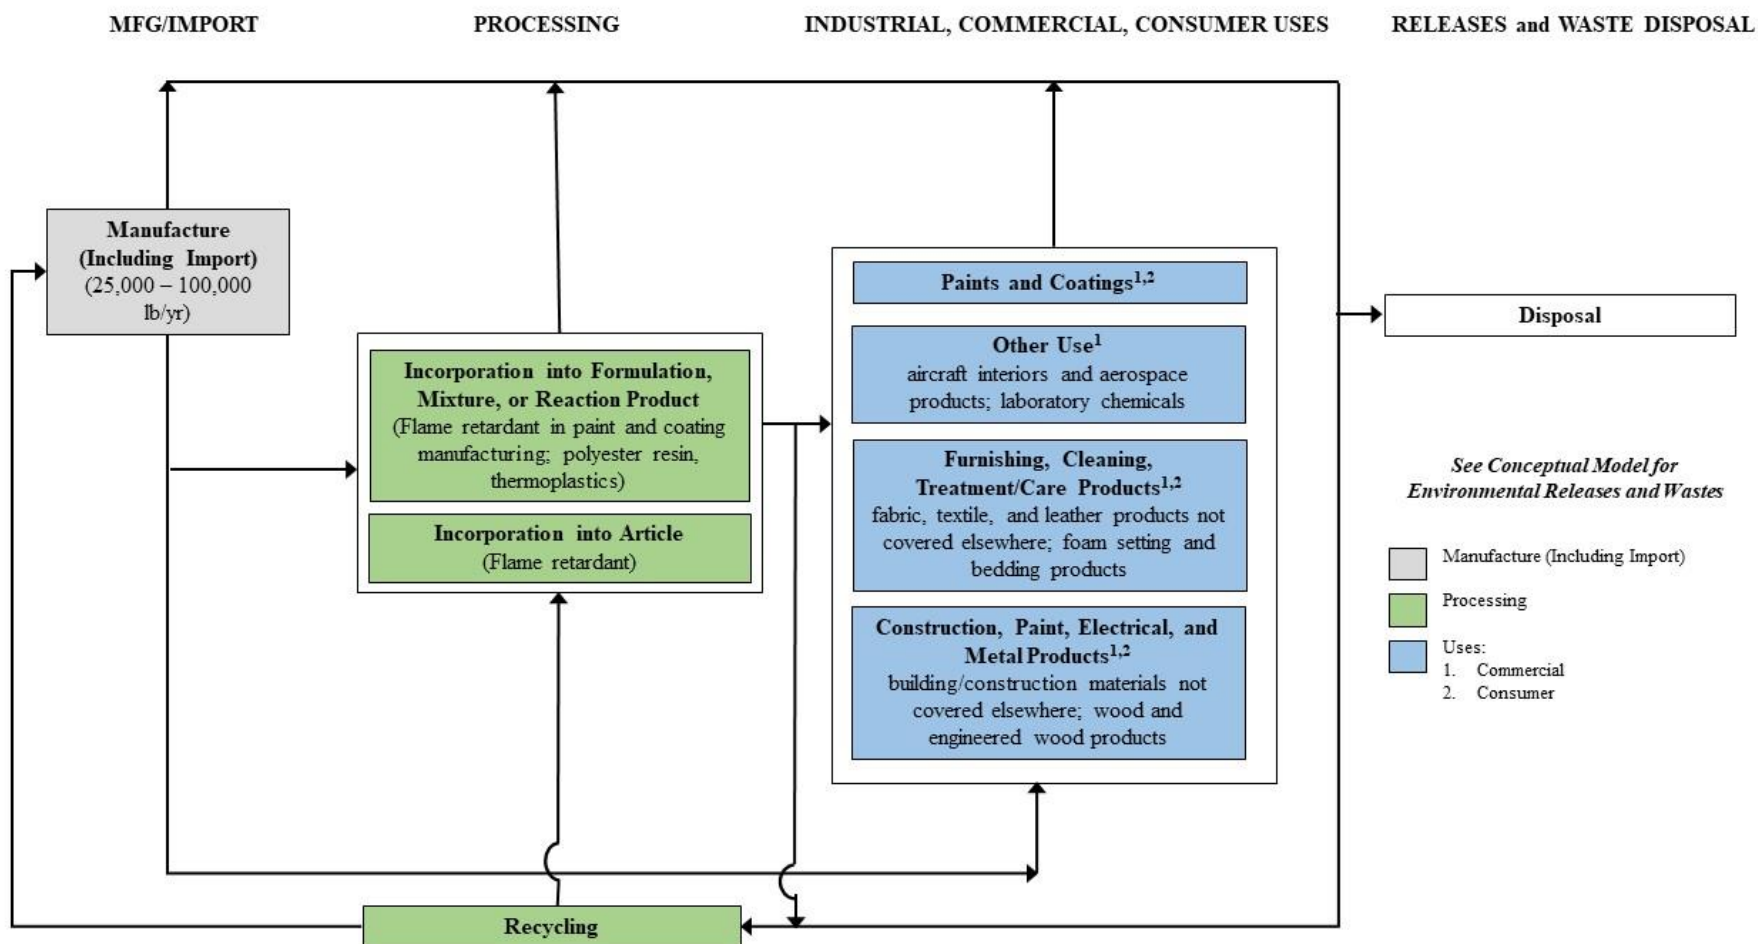 MFG/IMPORT
PROCESSING
INDUSTRIAL, COMMERCIAL, CONSUMER USES
RELEASES and WASTE DISPOSAL
Manufacture
(Including Import)
(25,000 – 100,000
lb/yr)
Incorporation into Formulation,
Mixture, or Reaction Product
(Flame retardant in paint and coating
manufacturing; polyester resin,
thermoplastics)
Incorporation into Article
(Flame retardant)
Recycling
Paints and Coatings1,2
Other Use1
aircraft interiors and aerospace
products; laboratory chemicals
Furnishing, Cleaning,
Treatment/Care Products1,2
fabric, textile, and leather products not
covered elsewhere; foam setting and
bedding products
Construction, Paint, Electrical, and
Metal Products1,2
building/construction materials not
covered elsewhere; wood and
engineered wood products
Disposal
See Conceptual Model for
Environmental Releases and Wastes
Manufacture (Including Import)
Processing
Uses:
1. Commercial
2. Consumer